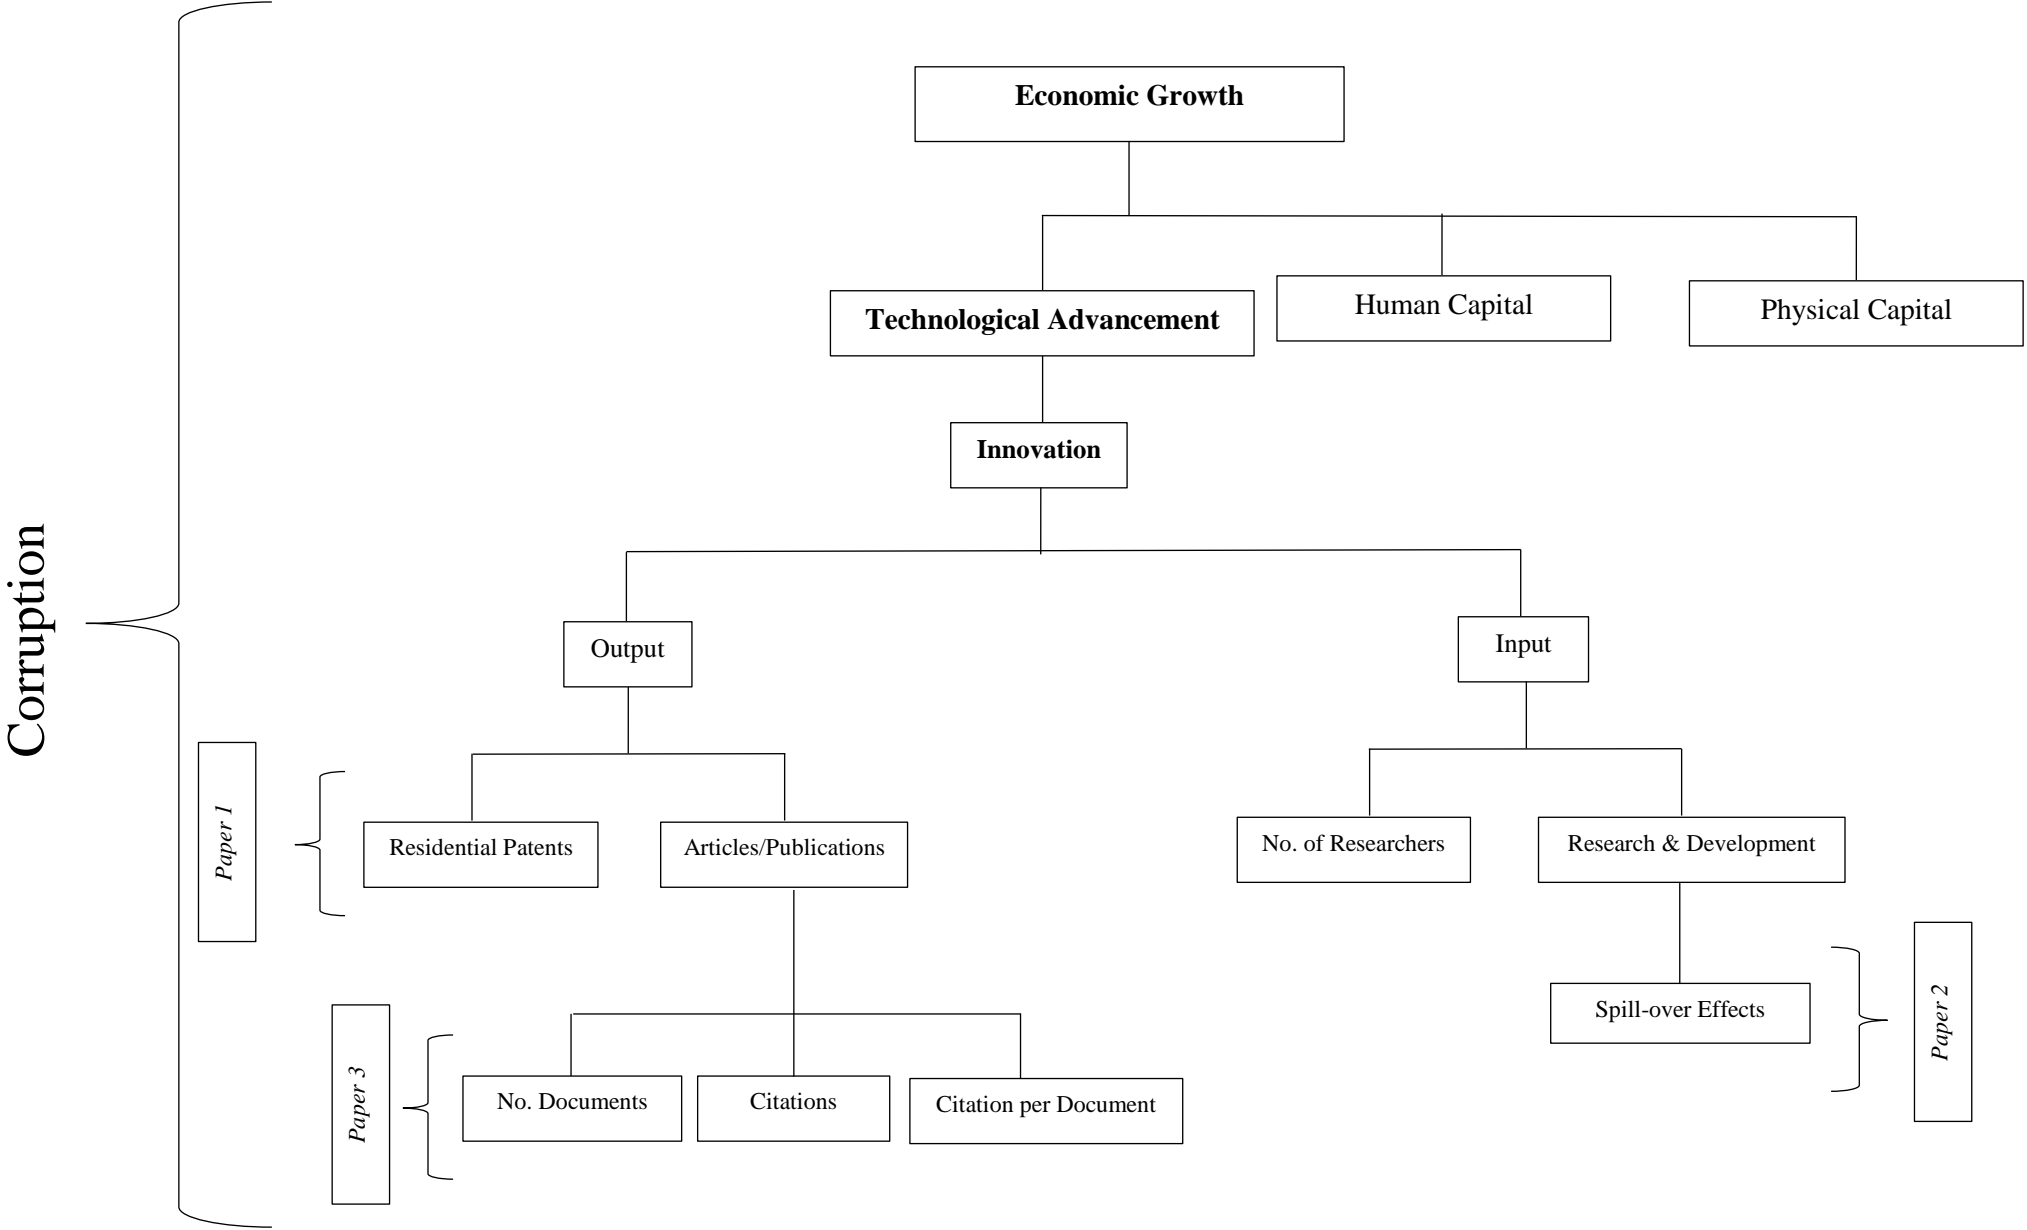 Corruption
Economic Growth
Technological Advancement
Human Capital
Physical Capital
Innovation
Output
Input
Paper 1
Residential Patents
Articles/Publications
No. of Researchers
Research & Development
Spill-over Effects
Paper 2
Paper 3
No. Documents
Citations
Citation per Document